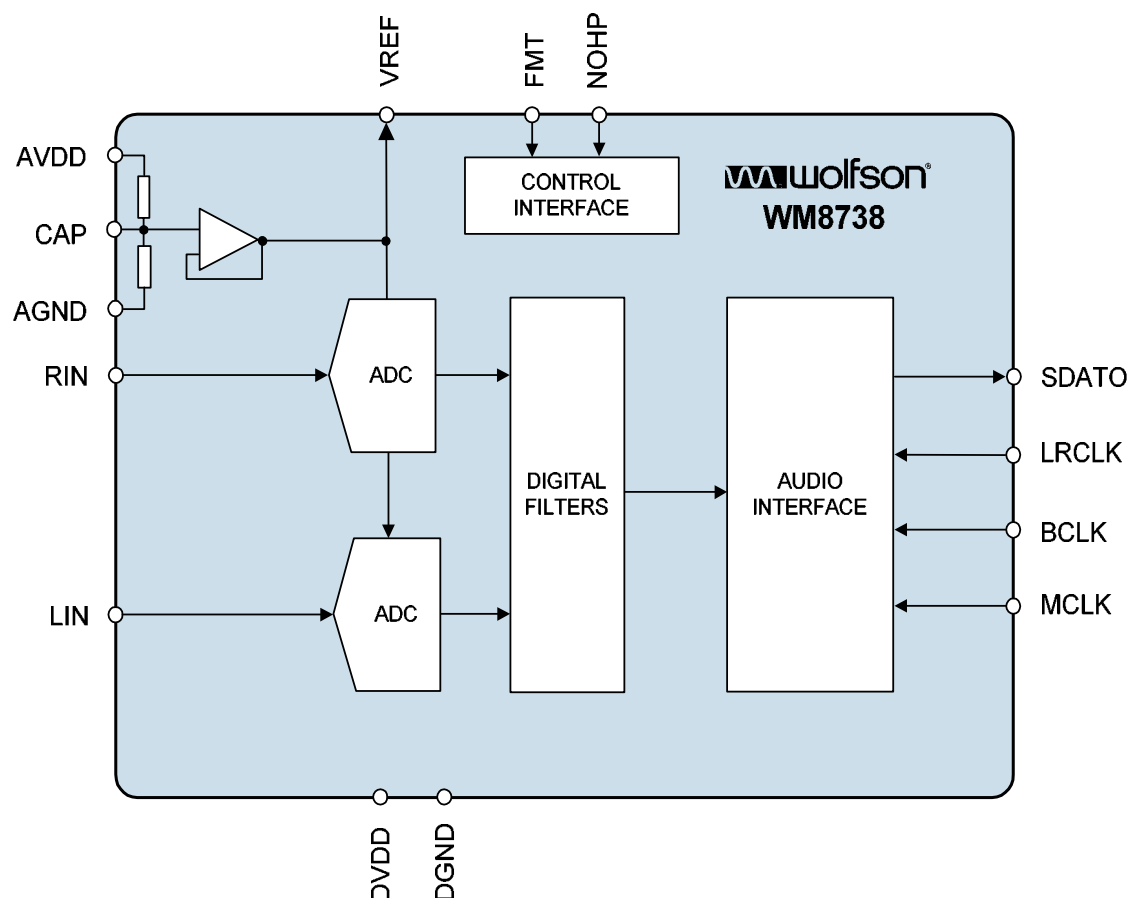 VREF
FMT
NOHP
AVDD
CAP
AGND
RIN
LIN
CONTROL
INTERFACE
wolfson®
WM8738
ADC
ADC
DIGITAL
FILTERS
AUDIO
INTERFACE
SDATO
LRCLK
BCLK
MCLK
DVDD
DGND